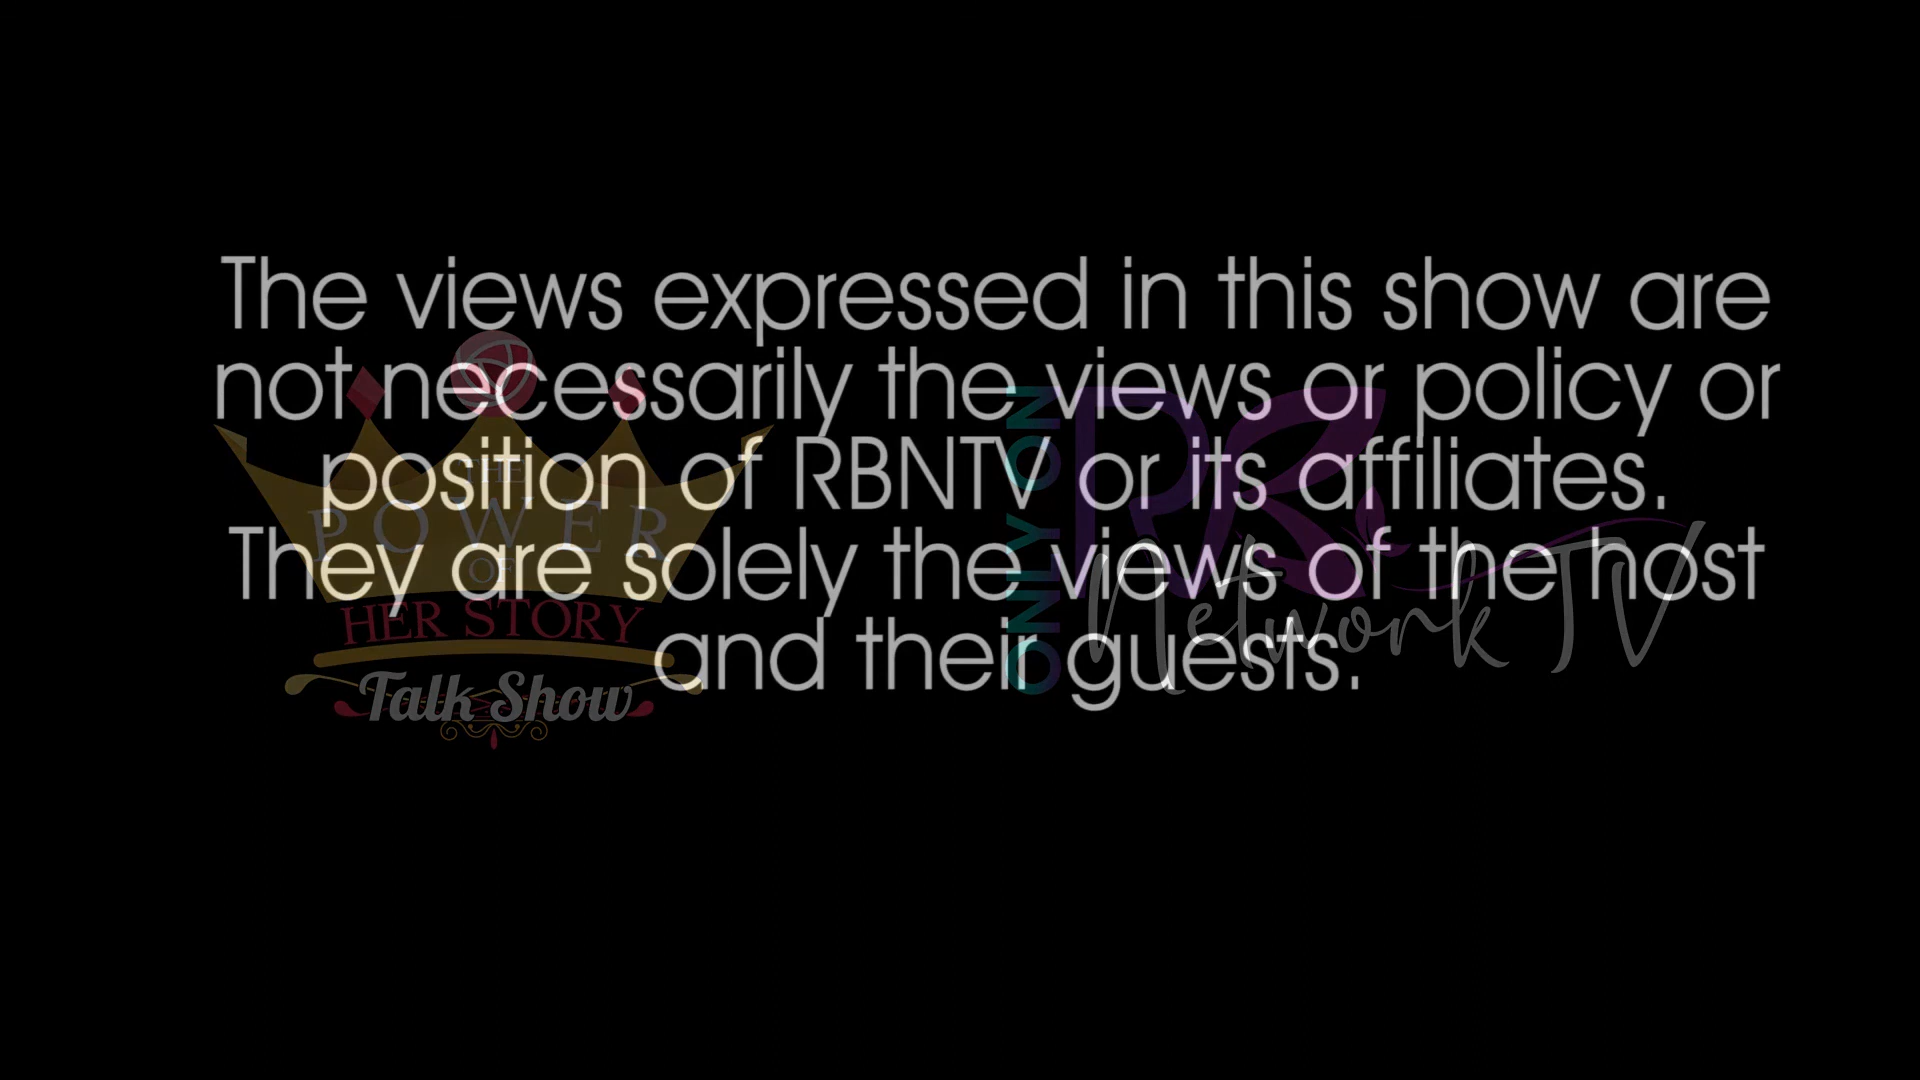 The views expressed in this show are
not necessarily the views or policy or
position of RBNTV or its affiliates.
They are solely the views of the host
and their guests.
THE
POWER
OF
HER STORY
Talk Show
ONLY ON
RB
Network TV